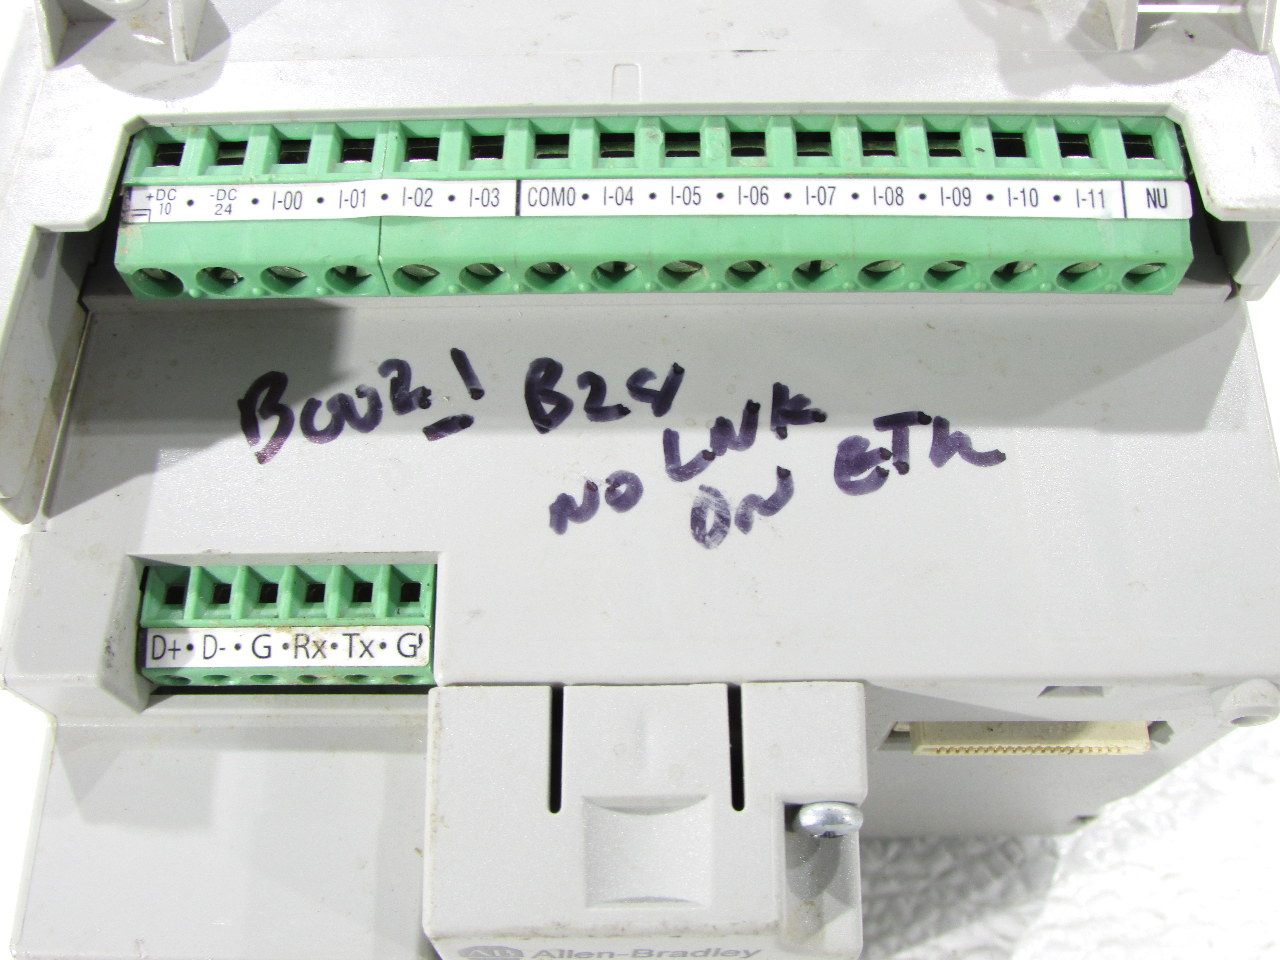 +DC 10 • -DC 24 • I-00 • I-01 • I-02 • I-03 COM0 • I-04 • I-05 • I-06 • I-07 • I-08 • I-09 • I-10 • I-11 NU
B24
NO LNK ON ETH
D+ • D- • G • Rx • Tx • G
AB Allen-Bradley